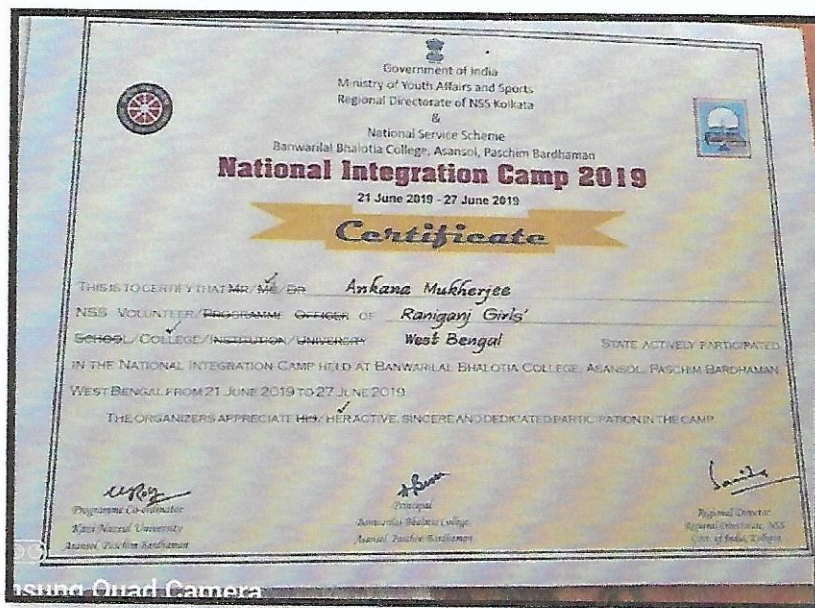 Government of India
Ministry of Youth Affairs and Sports
Regional Directorate of NSS Kolkata
&
National Service Scheme
Banwarilal Bhalotia College, Asansol, Paschim Bardhaman
National Integration Camp 2019
21 June 2019 - 27 June 2019
Certificate
THIS IS TO CERTIFY THAT MR/MS/DR Ankana Mukherjee
NSS VOLUNTEER/PROGRAMME OFFICER OF Raniganj Girls'
SCHOOL/COLLEGE/INSTITUTION/UNIVERSITY West Bengal STATE ACTIVELY PARTICIPATED
IN THE NATIONAL INTEGRATION CAMP HELD AT BANWARILAL BHALOTIA COLLEGE, ASANSOL, PASCHIM BARDHAMAN
WEST BENGAL FROM 21 JUNE 2019 TO 27 JUNE 2019
THE ORGANIZERS APPRECIATE HIS/HER ACTIVE, SINCERE AND DEDICATED PARTICIPATION IN THE CAMP
Programme Co-ordinator
Kazi Nazrul University
Asansol, Paschim Bardhaman
Principal
Banwarilal Bhalotia College
Asansol, Paschim Bardhaman
Regional Director
Regional Directorate, NSS
Govt. of India, Kolkata
nsung Quad Camera